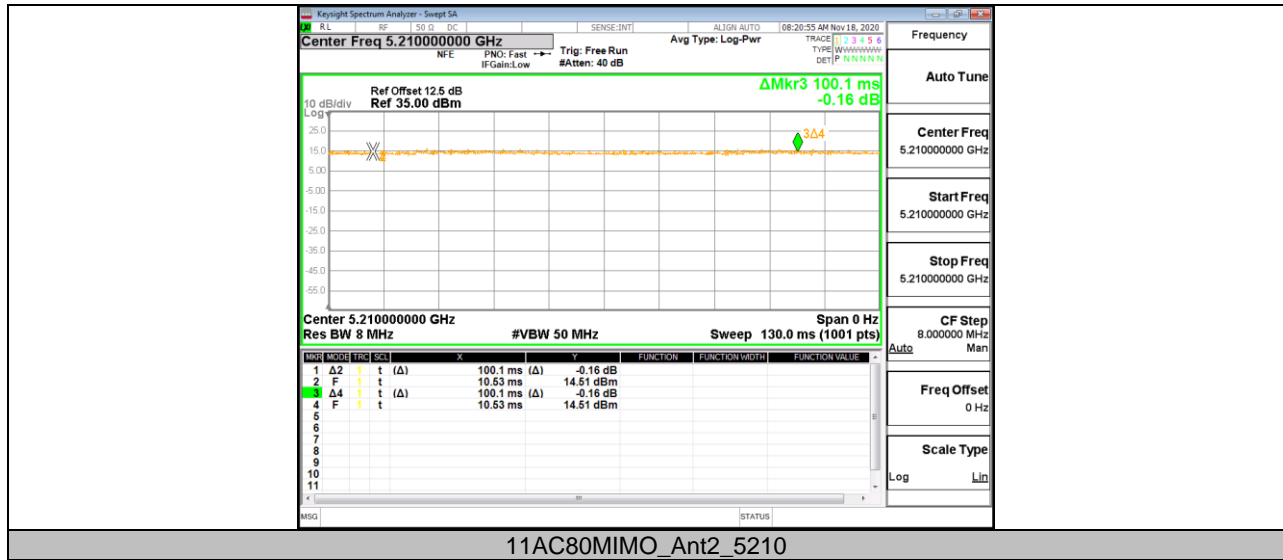 Keysight Spectrum Analyzer - Swept SA
RL RF 50 Ω DC SENSE:INT ALIGN AUTO 08:20:55 AM Nov 18, 2020
Center Freq 5.210000000 GHz Avg Type: Log-Pwr TRACE 1 2 3 4 5 6
NFE PNO: Fast Trig: Free Run TYPE WWWWWWW
IFGain:Low #Atten: 40 dB DET P N N N N N
ΔMkr3 100.1 ms
-0.16 dB
Ref Offset 12.5 dB
10 dB/div Ref 35.00 dBm
Log
25.0
15.0
5.00
-5.00
-15.0
-25.0
-35.0
-45.0
-55.0
3Δ4
Center 5.210000000 GHz Span 0 Hz
Res BW 8 MHz #VBW 50 MHz Sweep 130.0 ms (1001 pts)
MKR MODE TRC SCL X Y FUNCTION FUNCTION WIDTH FUNCTION VALUE
1 Δ2 1 t (Δ) 100.1 ms (Δ) -0.16 dB
2 F 1 t 10.53 ms 14.51 dBm
3 Δ4 1 t (Δ) 100.1 ms (Δ) -0.16 dB
4 F 1 t 10.53 ms 14.51 dBm
5
6
7
8
9
10
11
MSG STATUS
Frequency
Auto Tune
Center Freq
5.210000000 GHz
Start Freq
5.210000000 GHz
Stop Freq
5.210000000 GHz
CF Step
8.000000 MHz
Auto Man
Freq Offset
0 Hz
Scale Type
Log Lin
11AC80MIMO_Ant2_5210